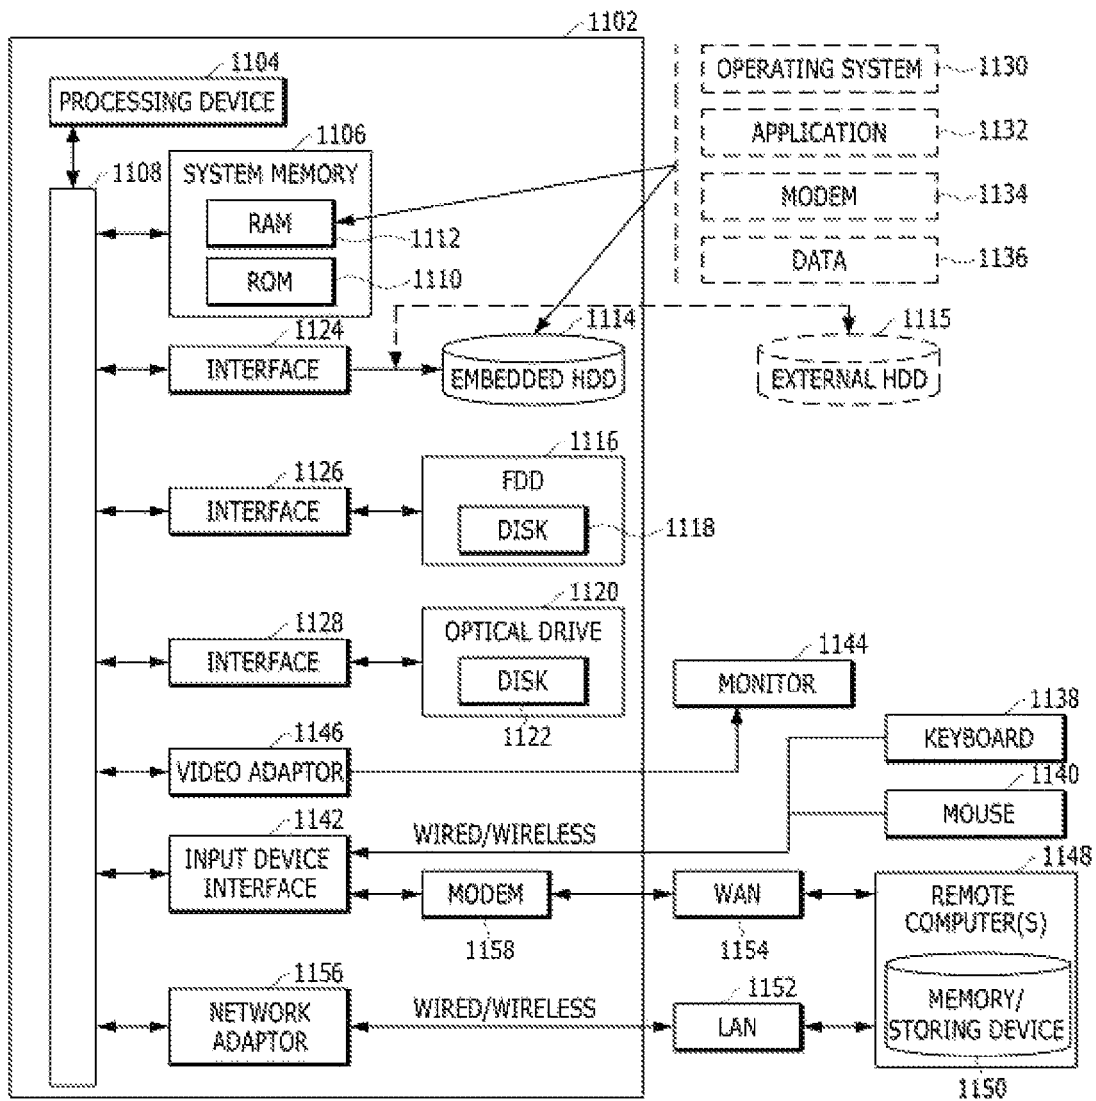 1102
1104
PROCESSING DEVICE
1106
1108
SYSTEM MEMORY
RAM
1112
ROM
1110
OPERATING SYSTEM
1130
APPLICATION
1132
MODEM
1134
DATA
1136
1124
INTERFACE
1114
EMBEDDED HDD
1115
EXTERNAL HDD
1126
INTERFACE
1116
FDD
DISK
1118
1128
INTERFACE
1120
OPTICAL DRIVE
DISK
1122
1144
MONITOR
1138
KEYBOARD
1146
VIDEO ADAPTOR
1140
MOUSE
1142
INPUT DEVICE
INTERFACE
WIRED/WIRELESS
MODEM
1158
WAN
1154
1148
REMOTE
COMPUTER(S)
1156
NETWORK
ADAPTOR
WIRED/WIRELESS
1152
LAN
MEMORY/
STORING DEVICE
1150